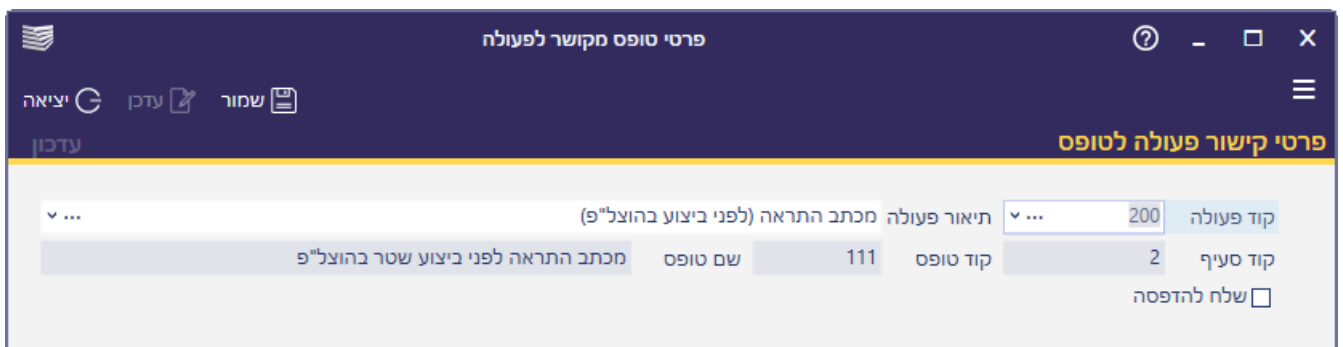 פרטי טופס מקושר לפעולה
שמור עדכן יציאה
פרטי קישור פעולה לטופס עדכון
קוד פעולה 200 ... תיאור פעולה מכתב התראה (לפני ביצוע בהוצל"פ) ...
קוד סעיף 2 קוד טופס 111 שם טופס מכתב התראה לפני ביצוע שטר בהוצל"פ
שלח להדפסה